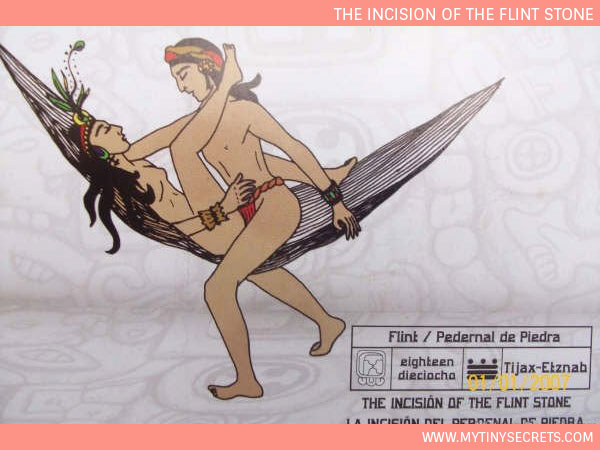 THE INCISION OF THE FLINT STONE
Flint / Pedernal de Piedra
eighteen
dieciocho
Tijax-Etznab
01/01/2007
THE INCISIÓN OF THE FLINT STONE
LA INCISIÓN DEL PEDERNAL DE PIEDRA
WWW.MYTINYSECRETS.COM